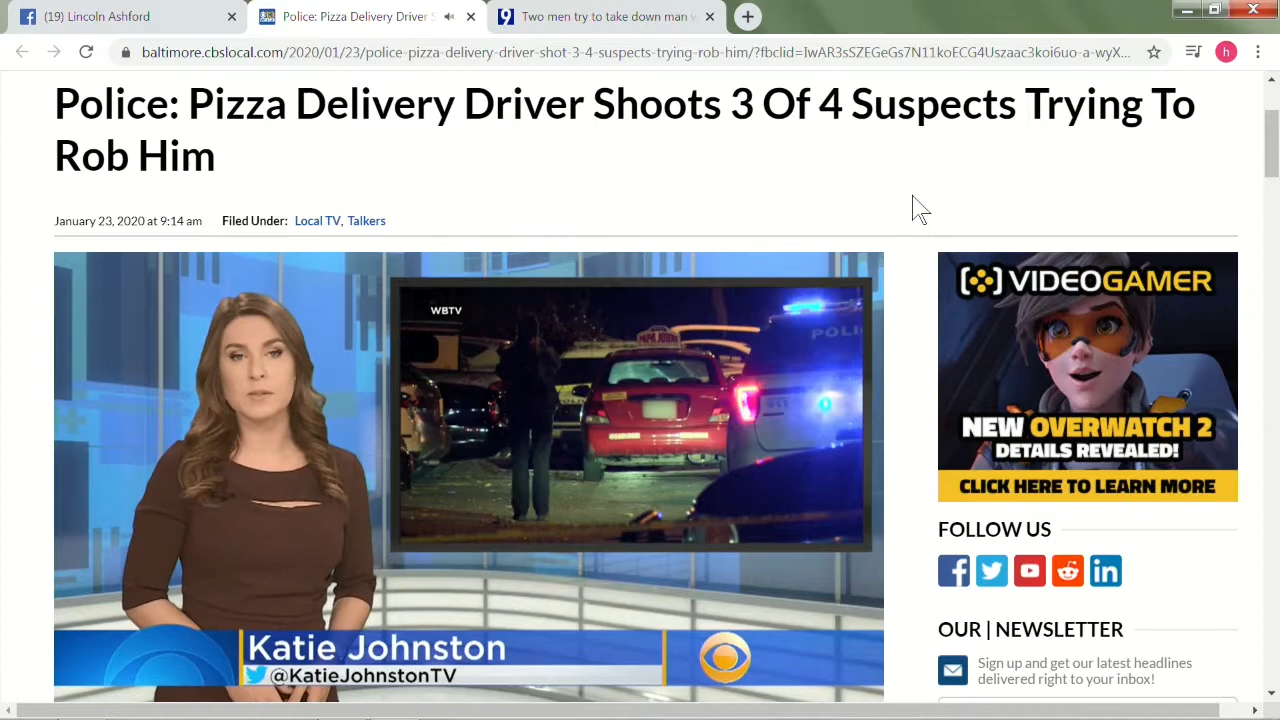 (19) Lincoln Ashford
Police: Pizza Delivery Driver S
Two men try to take down man w
baltimore.cbslocal.com/2020/01/23/police-pizza-delivery-driver-shot-3-4-suspects-trying-rob-him/?fbclid=IwAR3sSZEGeGs7N11koECG4Uszaac3koi6uo-a-wyX...
h
Police: Pizza Delivery Driver Shoots 3 Of 4 Suspects Trying To
Rob Him
January 23, 2020 at 9:14 am Filed Under: Local TV, Talkers
WBTV
PAPA JOHNS
POLI
Katie Johnston
@KatieJohnstonTV
VIDEOGAMER
NEW OVERWATCH 2
DETAILS REVEALED!
CLICK HERE TO LEARN MORE
FOLLOW US
OUR | NEWSLETTER
Sign up and get our latest headlines
delivered right to your inbox!